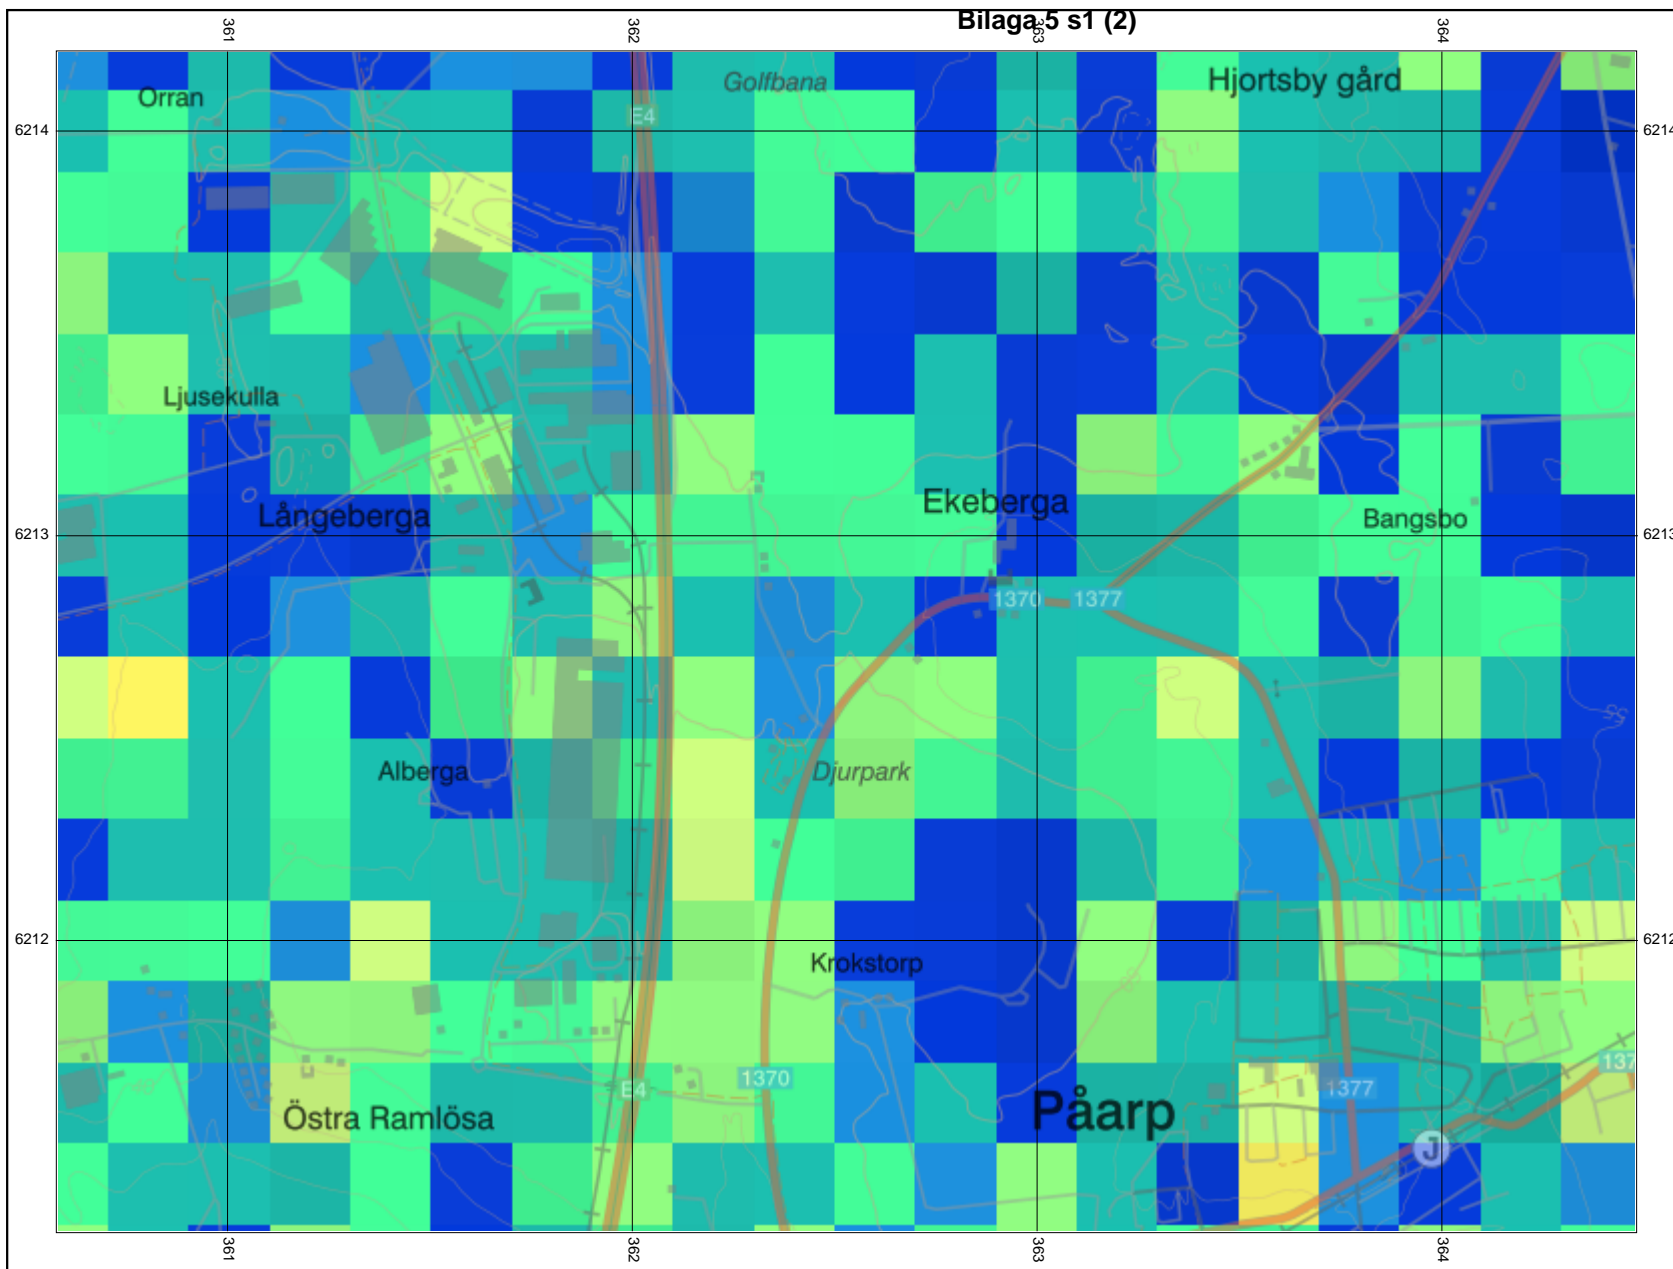 Bilaga 5 s1 (2)
361
362
363
364
Golfbana
Hjortsby gård
Orran
E4
6214
6214
Ljusekulla
Långeberga
Ekeberga
Bangsbo
6213
6213
1370
1377
Alberga
Djurpark
6212
6212
Krokstorp
55
E4
1370
1377
137
Östra Ramlösa
Påarp
J
361
362
363
364